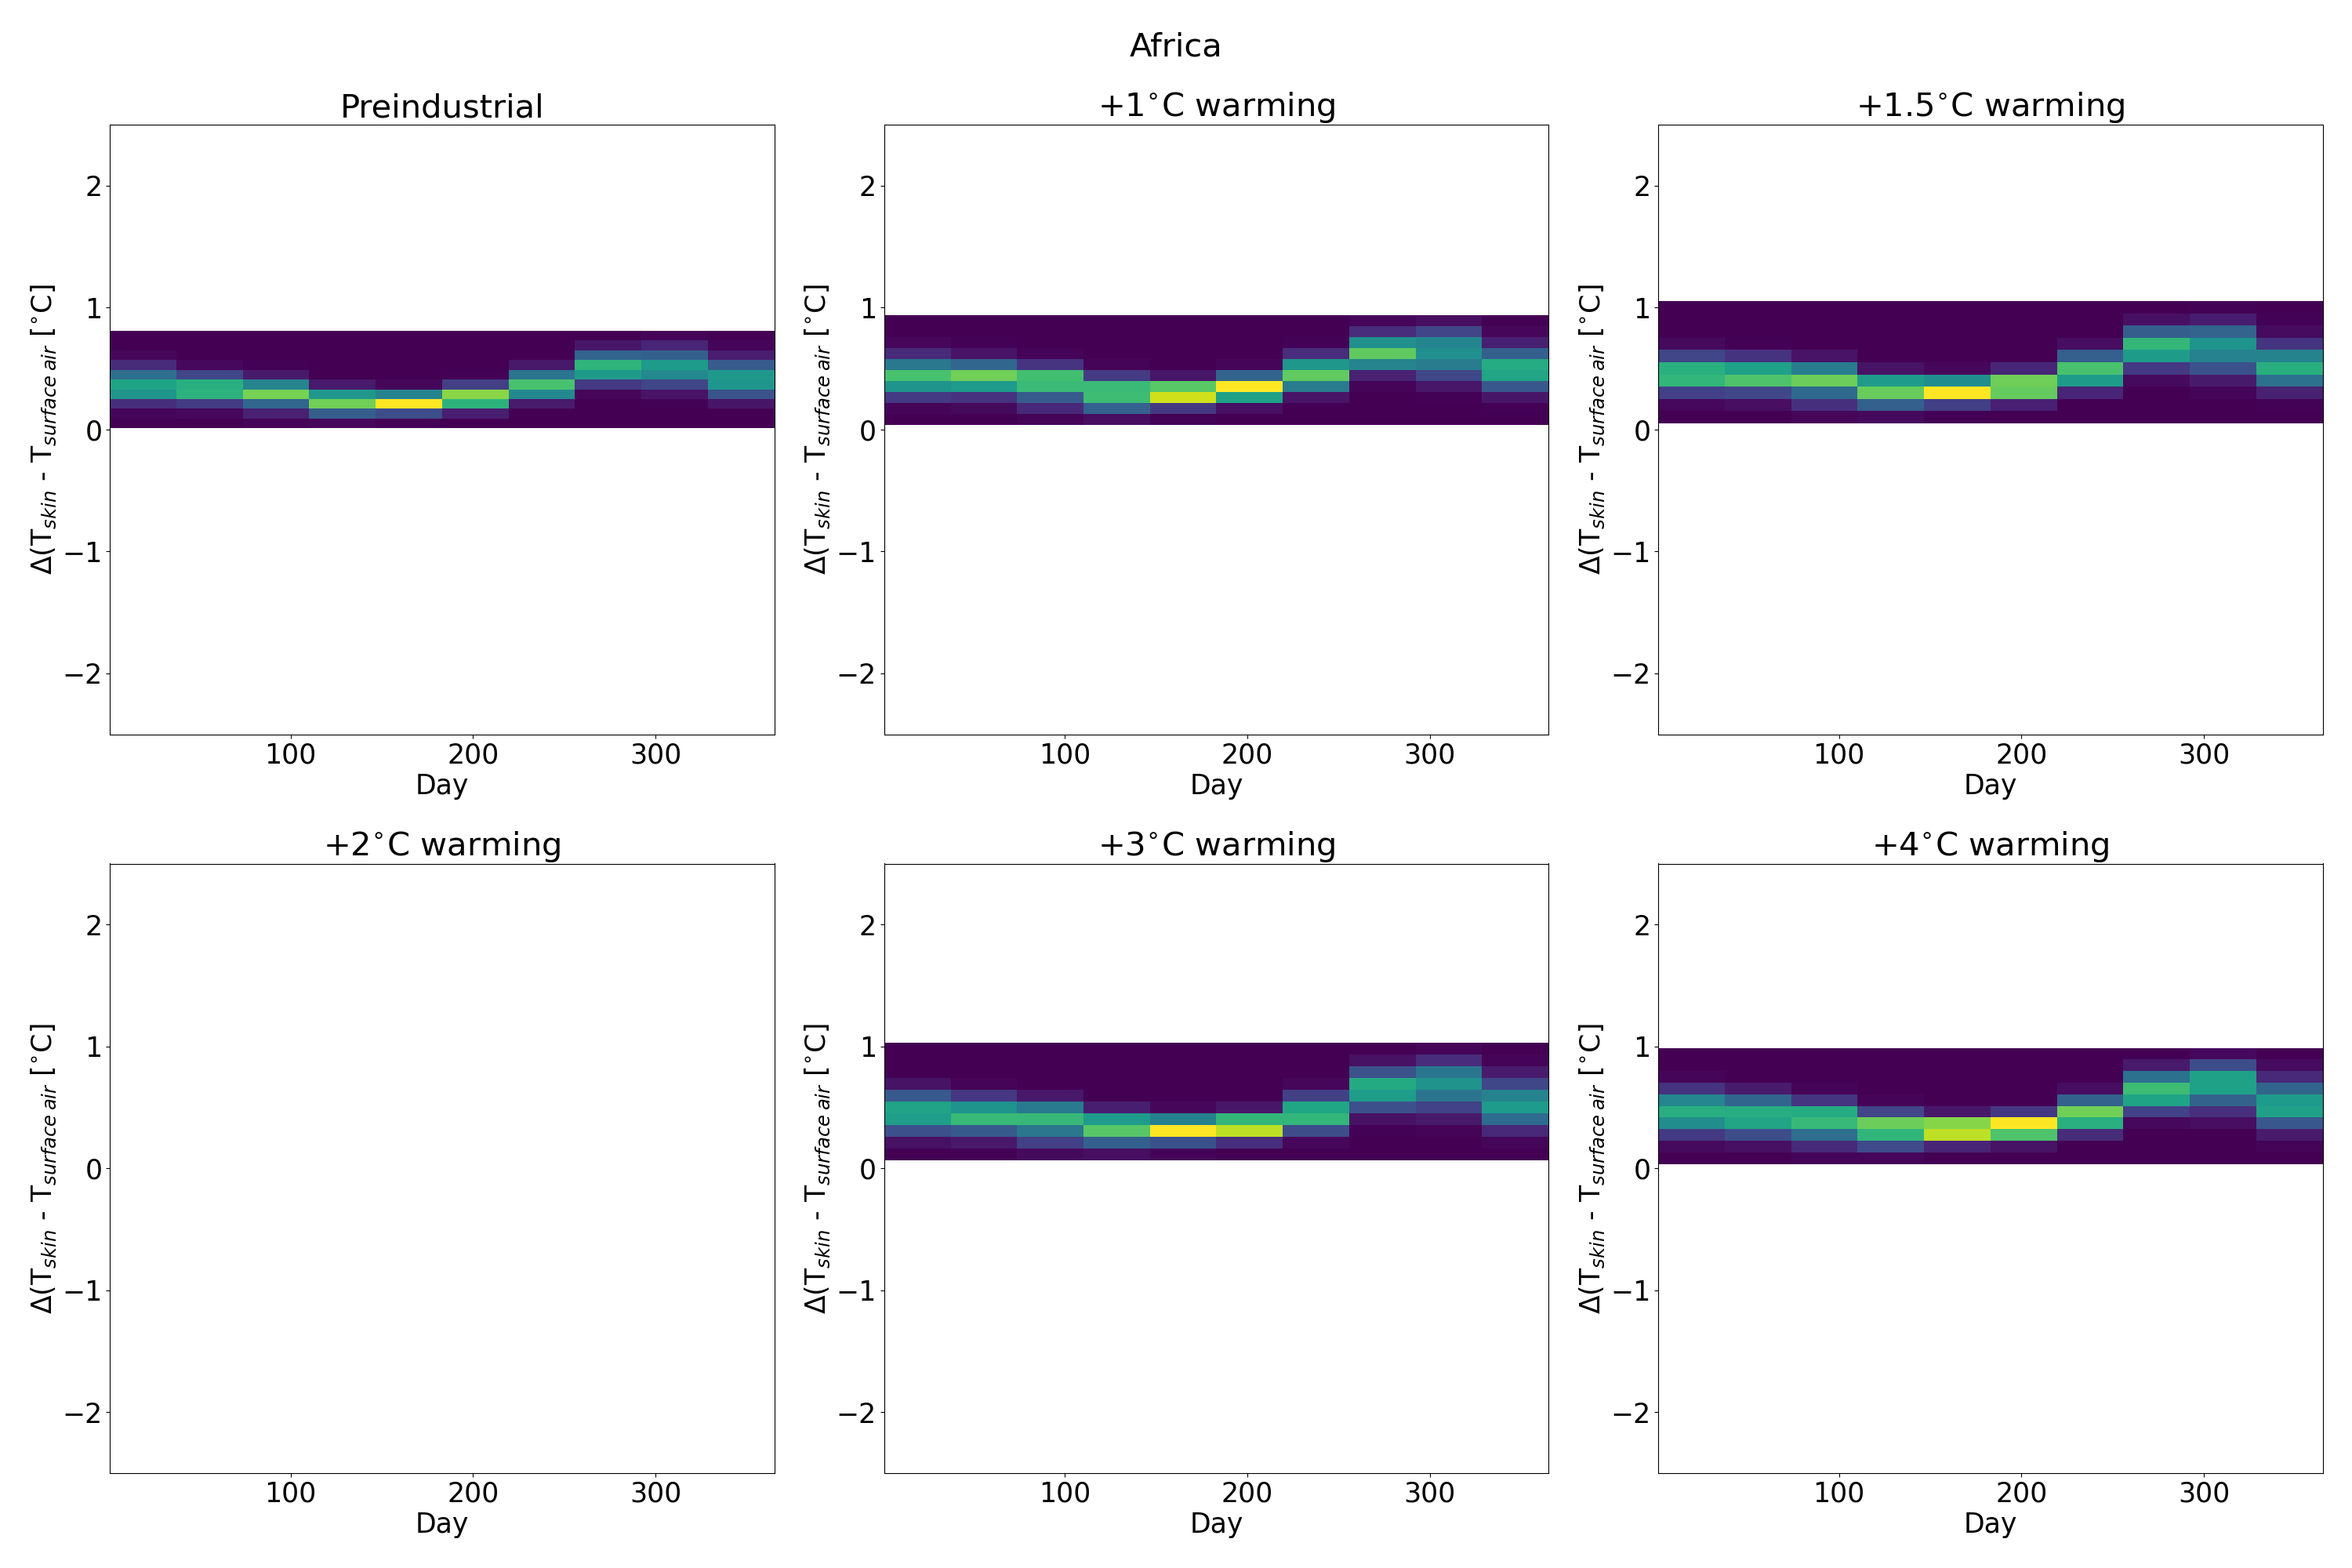 Africa
Preindustrial
+1°C warming
+1.5°C warming
Δ(T_skin - T_surface air [°C]
2
1
0
−1
−2
100 200 300
Day
Δ(T_skin - T_surface air [°C]
2
1
0
−1
−2
100 200 300
Day
Δ(T_skin - T_surface air [°C]
2
1
0
−1
−2
100 200 300
Day
+2°C warming
+3°C warming
+4°C warming
Δ(T_skin - T_surface air [°C]
2
1
0
−1
−2
100 200 300
Day
Δ(T_skin - T_surface air [°C]
2
1
0
−1
−2
100 200 300
Day
Δ(T_skin - T_surface air [°C]
2
1
0
−1
−2
100 200 300
Day